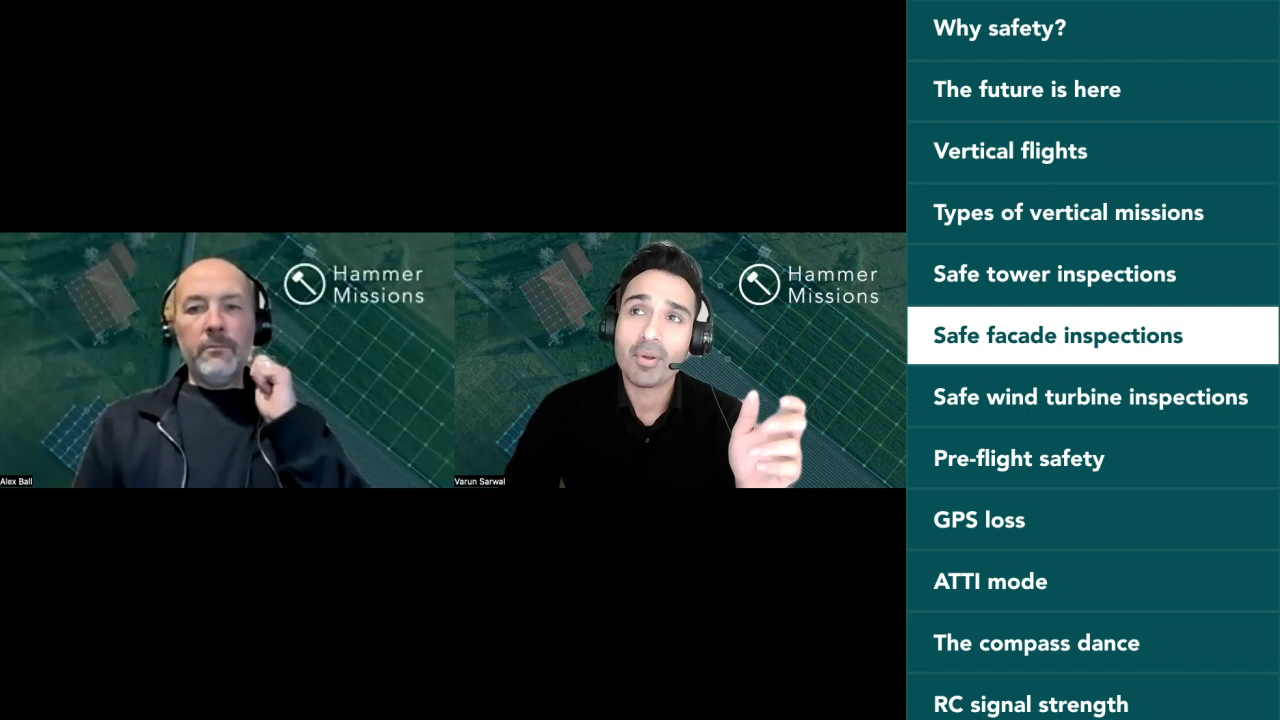 Hammer
Missions
Alex Ball
Hammer
Missions
Varun Sarwal
Why safety?
The future is here
Vertical flights
Types of vertical missions
Safe tower inspections
Safe facade inspections
Safe wind turbine inspections
Pre-flight safety
GPS loss
ATTI mode
The compass dance
RC signal strength